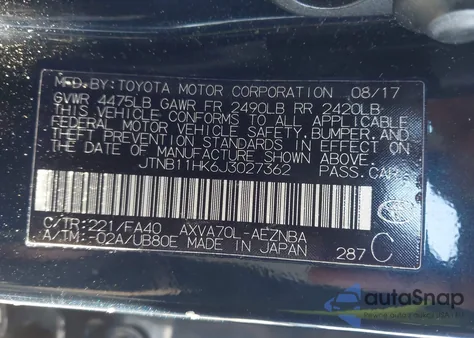 MFD.BY:TOYOTA MOTOR CORPORATION 08/17
GVWR 4475LB GAWR FR 2490LB RR 2420LB
THIS VEHICLE CONFORMS TO ALL APPLICABLE
FEDERAL MOTOR VEHICLE SAFETY, BUMPER, AND
THEFT PREVENTION STANDARDS IN EFFECT ON
THE DATE OF MANUFACTURE SHOWN ABOVE.
JTNB11HK6J3027362 PASS.CAR
C/TR:221/FA40 AXVA70L-AEZNBA
A/TM:-02A/UB80E MADE IN JAPAN 287 C
autoSnap